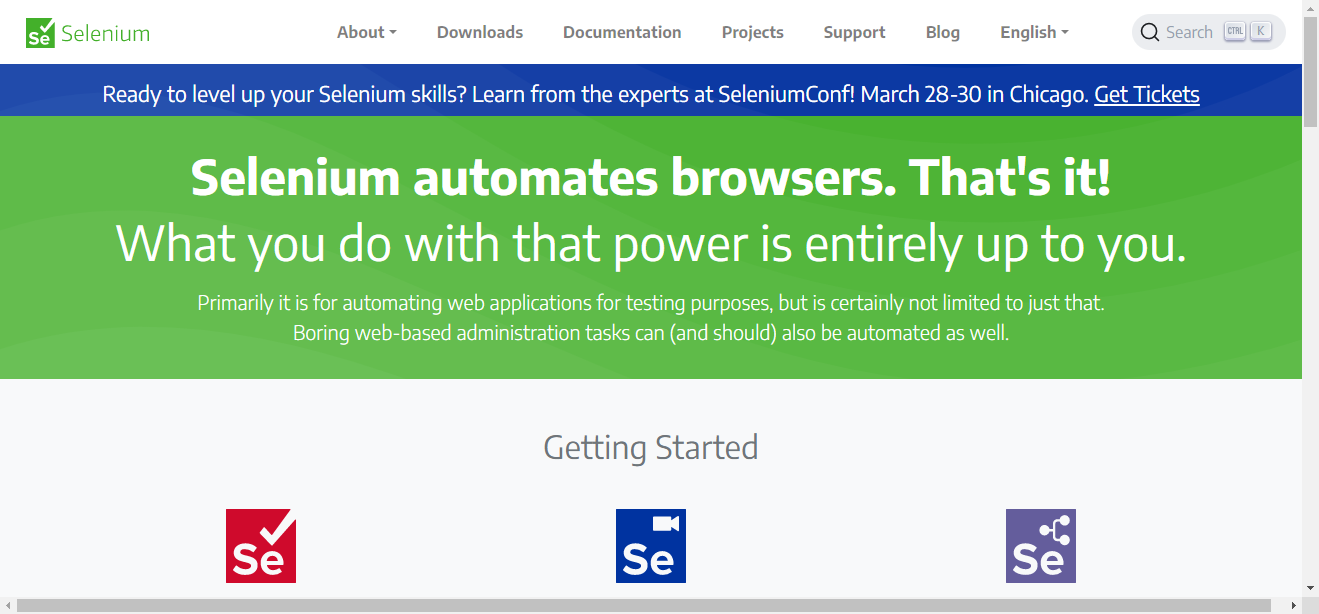 Se Selenium
About
Downloads
Documentation
Projects
Support
Blog
English
Search CTRL K
Ready to level up your Selenium skills? Learn from the experts at SeleniumConf! March 28-30 in Chicago. Get Tickets
Selenium automates browsers. That's it!
What you do with that power is entirely up to you.
Primarily it is for automating web applications for testing purposes, but is certainly not limited to just that.
Boring web-based administration tasks can (and should) also be automated as well.
Getting Started
Se
Se
Se